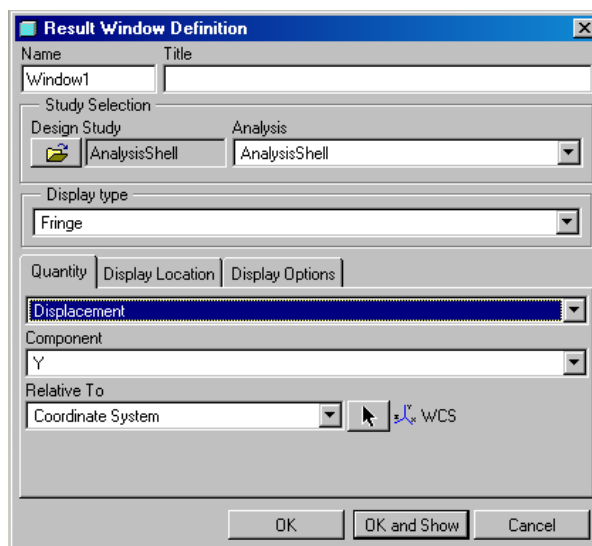 Result Window Definition
Name Title
Window1
Study Selection
Design Study Analysis
AnalysisShell AnalysisShell
Display type
Fringe
Quantity Display Location Display Options
Displacement
Component
Y
Relative To
Coordinate System WCS
OK OK and Show Cancel